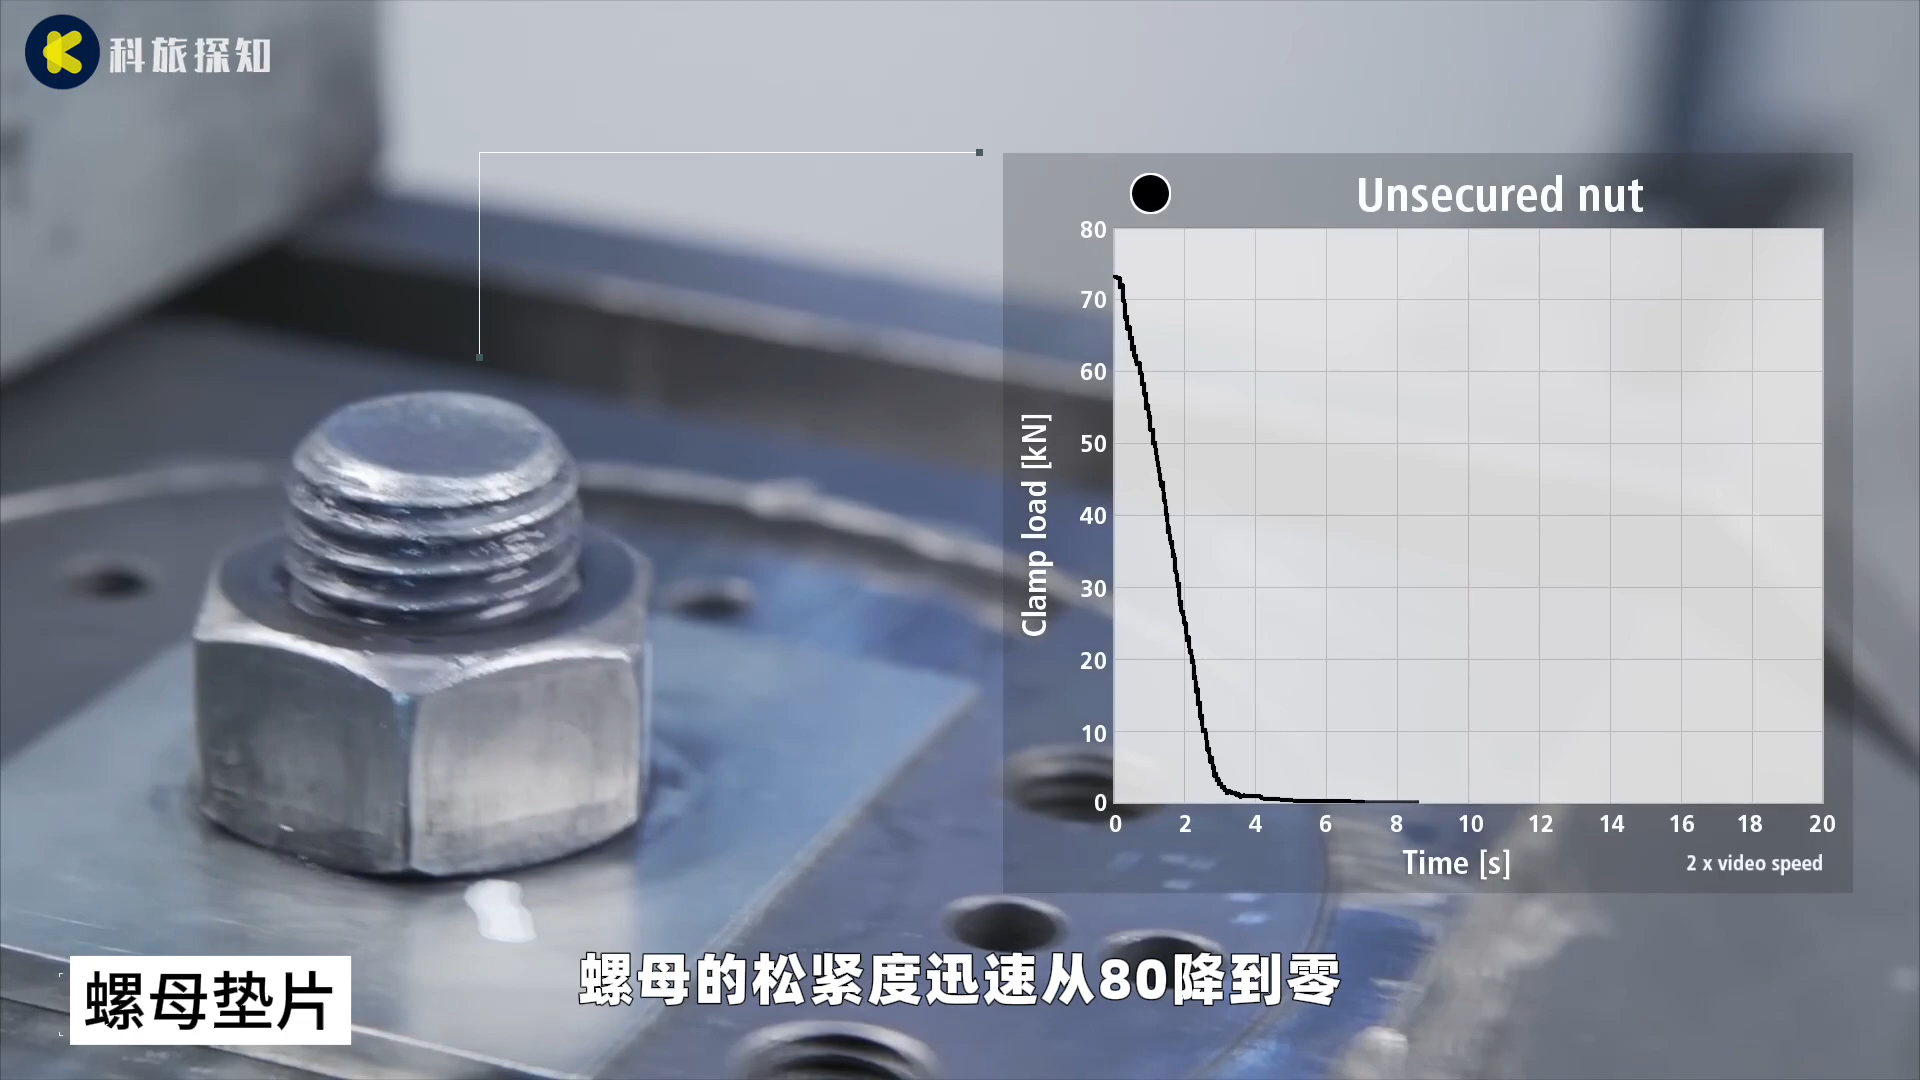 科旅探知
Unsecured nut
80
70
60
50
40
30
20
10
0
Clamp load [kN]
0 2 4 6 8 10 12 14 16 18 20
Time [s]
2 x video speed
螺母的松紧度迅速从80降到零
螺母垫片